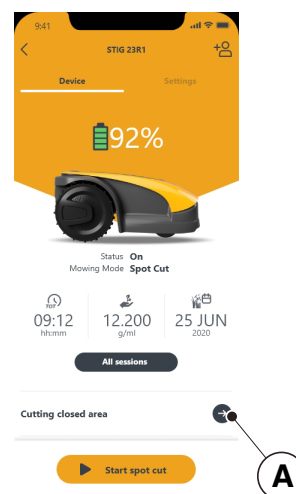 9:41
STIG 23R1
Device Settings
92%
Status On
Mowing Mode Spot Cut
TOT
09:12 12.200 25 JUN
hh:mm g/ml 2020
All sessions
Cutting closed area
Start spot cut
A